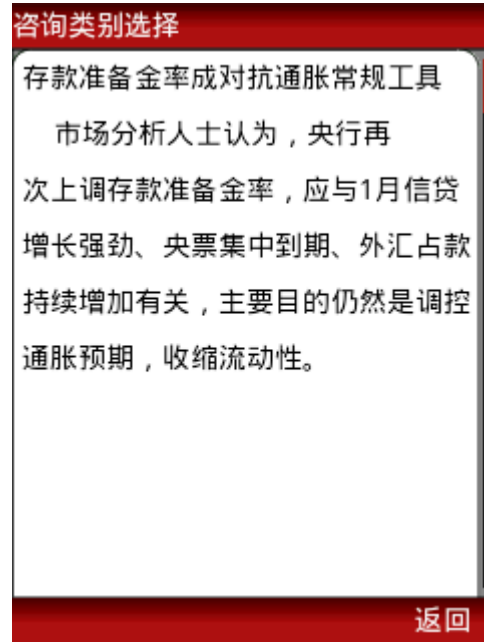 咨询类别选择
存款准备金率成对抗通胀常规工具
市场分析人士认为，央行再
次上调存款准备金率，应与1月信贷
增长强劲、央票集中到期、外汇占款
持续增加有关，主要目的仍然是调控
通胀预期，收缩流动性。
返回